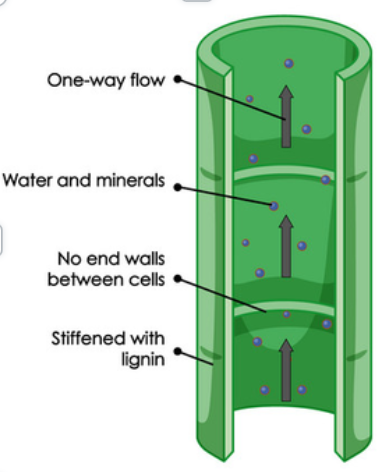 One-way flow
Water and minerals
No end walls
between cells
Stiffened with
lignin